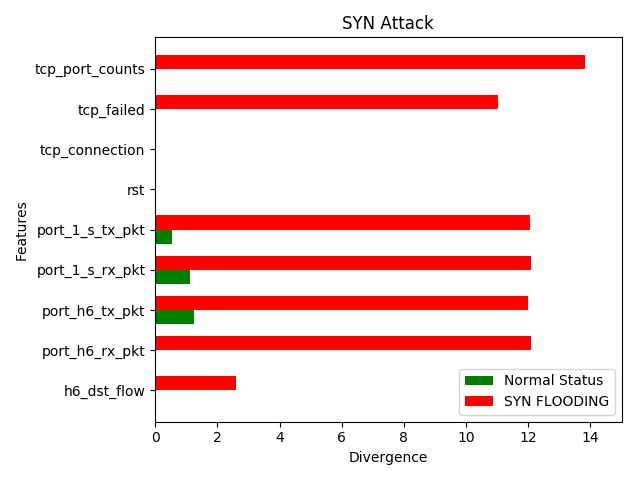 SYN Attack
tcp_port_counts
tcp_failed
tcp_connection
rst
port_1_s_tx_pkt
port_1_s_rx_pkt
port_h6_tx_pkt
port_h6_rx_pkt
h6_dst_flow
Features
Normal Status
SYN FLOODING
0 2 4 6 8 10 12 14
Divergence